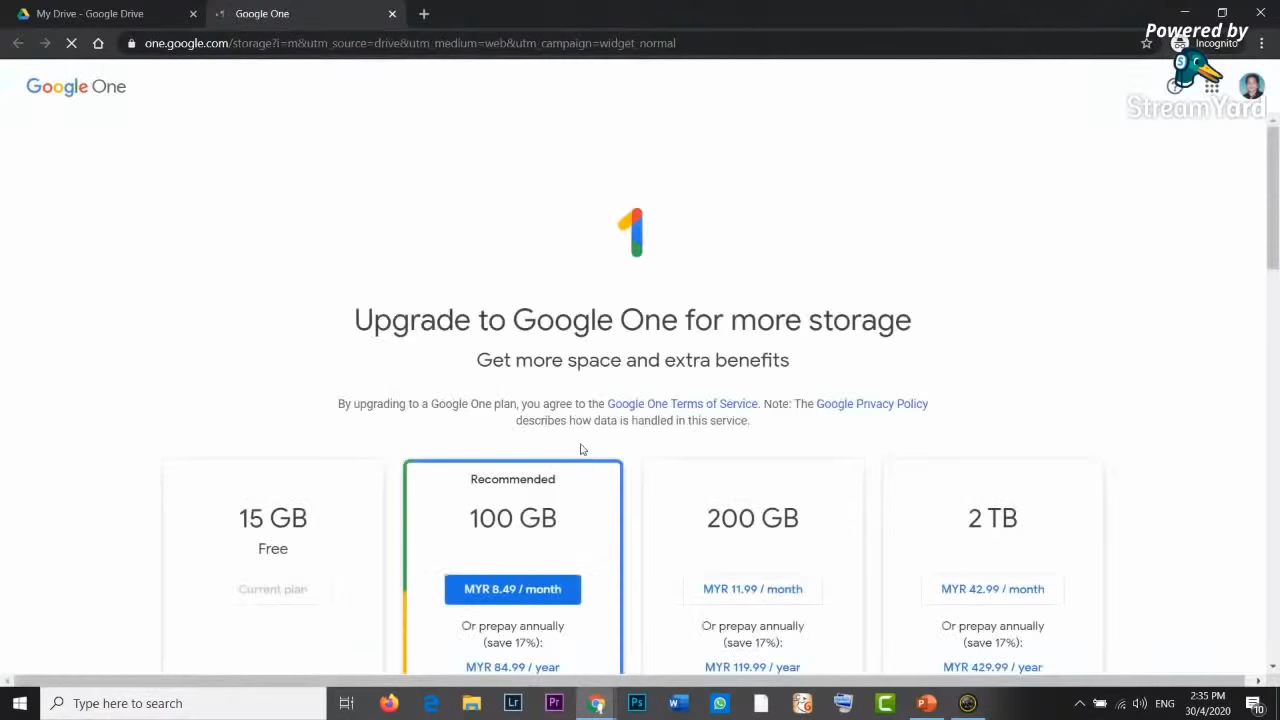 My Drive - Google Drive
Google One
Powered by
one.google.com/storage?i=m&utm_source=drive&utm_medium=web&utm_campaign=widget_normal
Incognito
Google One
StreamYard
Upgrade to Google One for more storage
Get more space and extra benefits
By upgrading to a Google One plan, you agree to the Google One Terms of Service. Note: The Google Privacy Policy
describes how data is handled in this service.
Recommended
15 GB
100 GB
200 GB
2 TB
Free
Current plan
MYR 8.49 / month
MYR 11.99 / month
MYR 42.99 / month
Or prepay annually
(save 17%):
Or prepay annually
(save 17%):
Or prepay annually
(save 17%):
MYR 84.99 / year
MYR 119.99 / year
MYR 429.99 / year
Type here to search
Lr
Pr
Ps
ENG
2:35 PM
30/4/2020